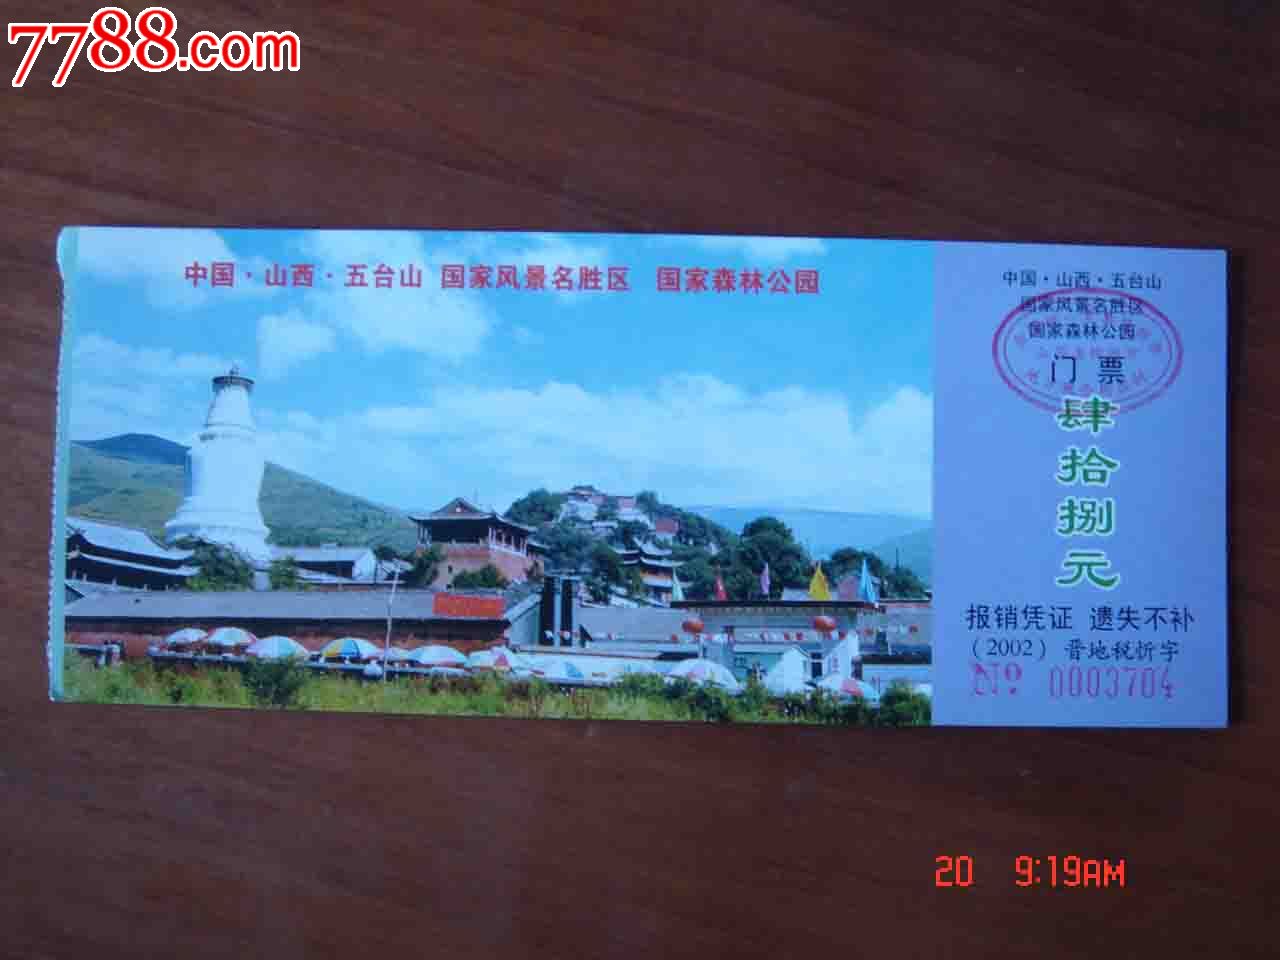 7788.com
中国·山西·五台山 国家风景名胜区 国家森林公园
中国·山西·五台山
国家风景名胜区
国家森林公园
门票
肆拾捌元
报销凭证 遗失不补
(2002) 晋地税忻字
№ 0003704
20 9:19AM